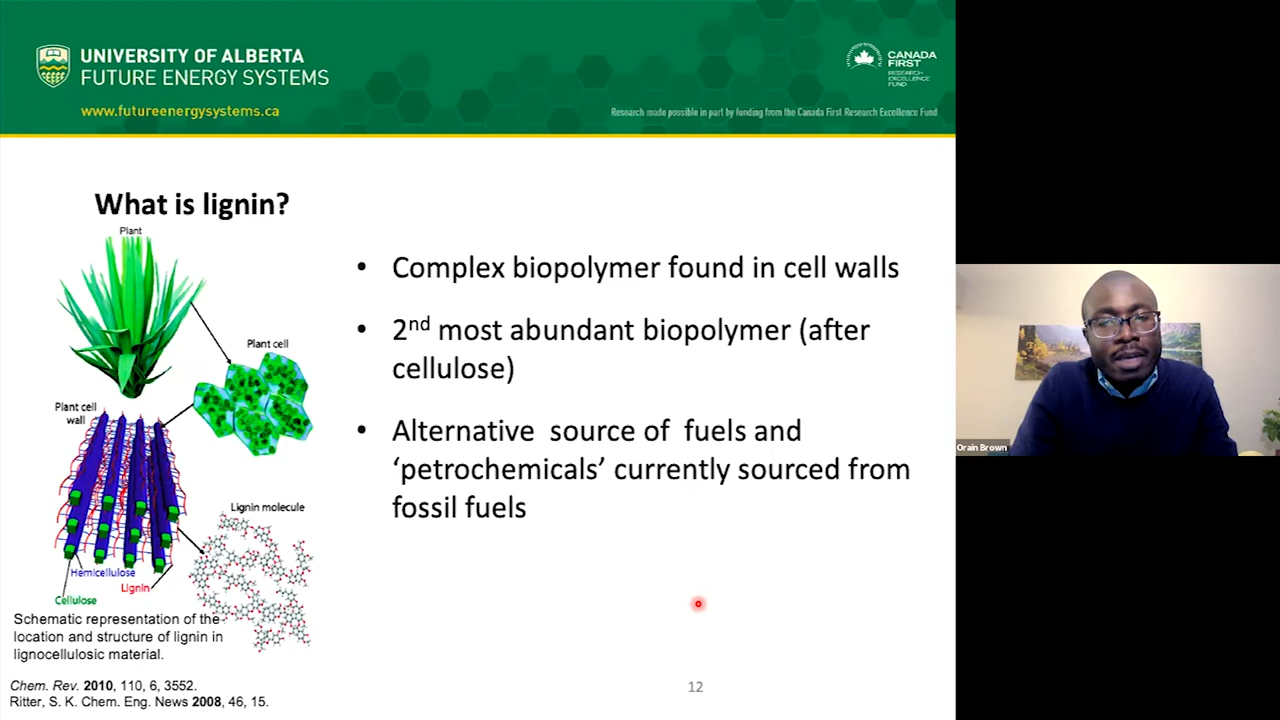 UNIVERSITY OF ALBERTA
FUTURE ENERGY SYSTEMS
www.futureenergysystems.ca
CANADA
FIRST
RESEARCH
EXCELLENCE
FUND
Research made possible in part by funding from the Canada First Research Excellence Fund
What is lignin?
Plant
Plant cell
Plant cell
wall
Lignin molecule
Hemicellulose
Lignin
Cellulose
Schematic representation of the
location and structure of lignin in
lignocellulosic material.
Chem. Rev. 2010, 110, 6, 3552.
Ritter, S. K. Chem. Eng. News 2008, 46, 15.
• Complex biopolymer found in cell walls
• 2nd most abundant biopolymer (after
cellulose)
• Alternative source of fuels and
‘petrochemicals’ currently sourced from
fossil fuels
12
Orain Brown